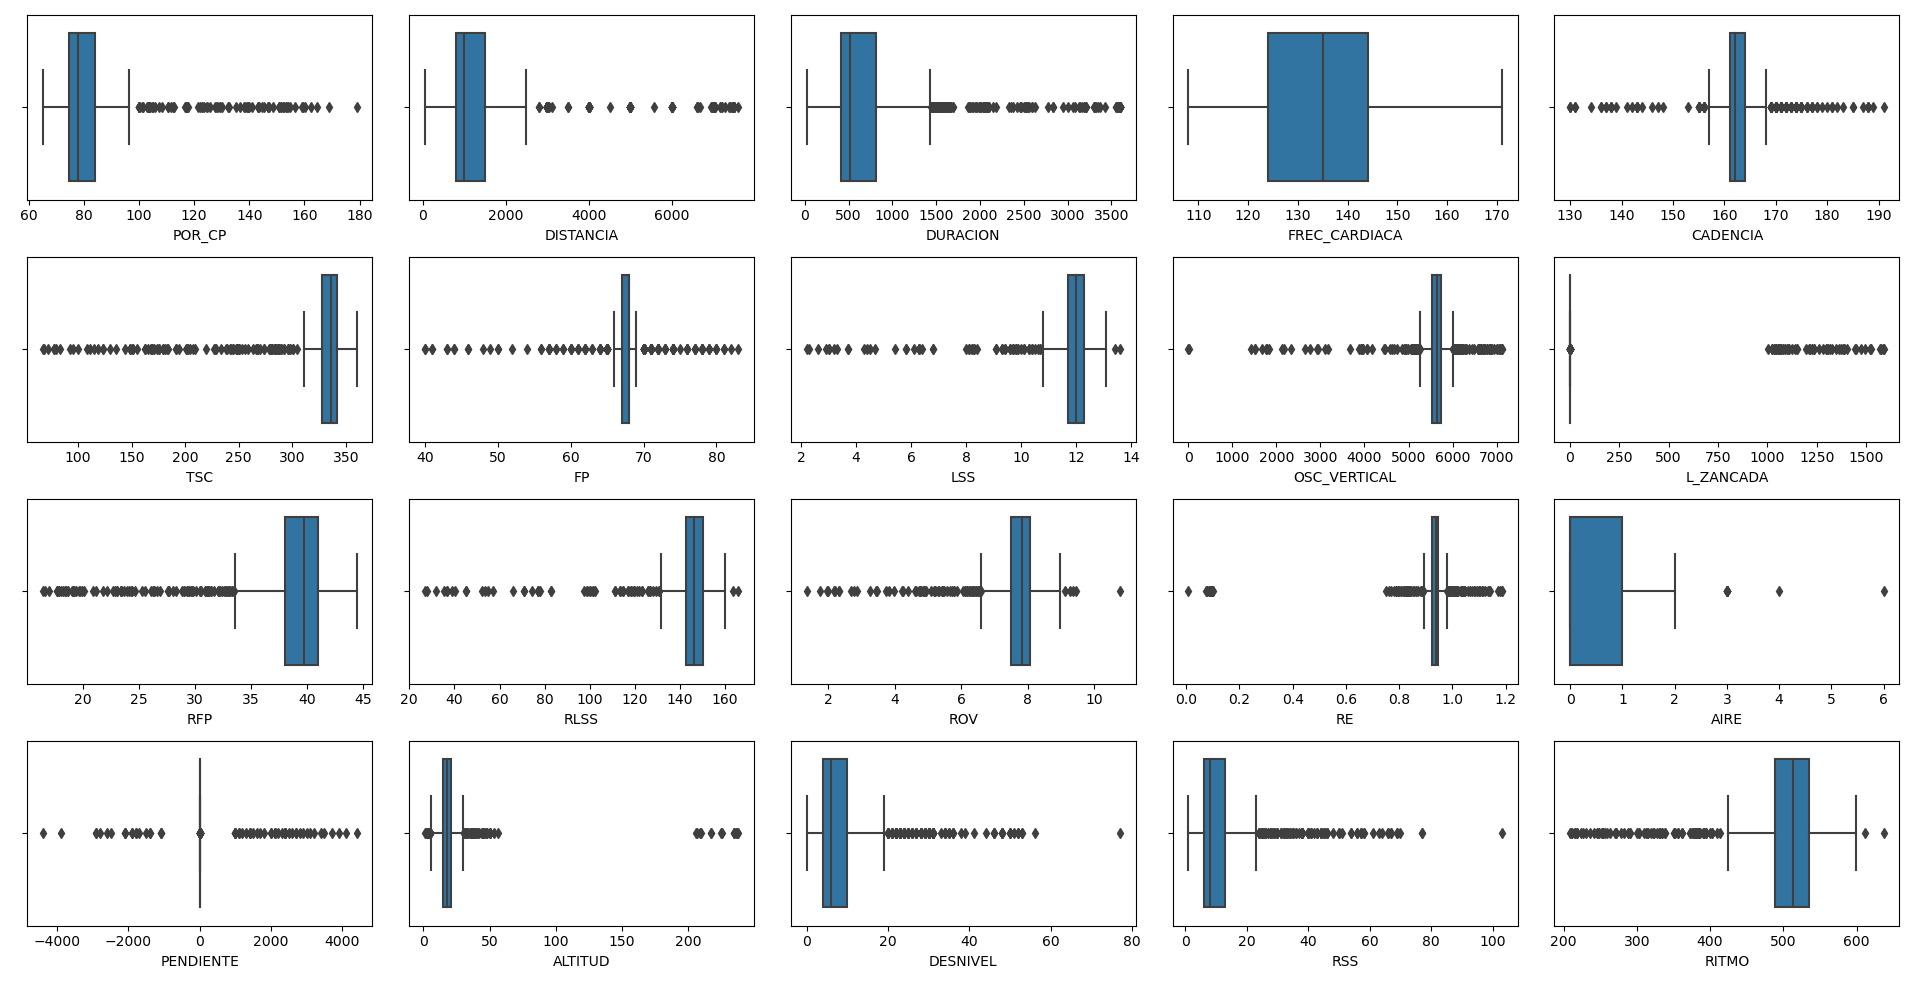 60 80 100 120 140 160 180
POR_CP
0 2000 4000 6000
DISTANCIA
0 500 1000 1500 2000 2500 3000 3500
DURACION
110 120 130 140 150 160 170
FREC_CARDIACA
130 140 150 160 170 180 190
CADENCIA
100 150 200 250 300 350
TSC
40 50 60 70 80
FP
2 4 6 8 10 12 14
LSS
0 1000 2000 3000 4000 5000 6000 7000
OSC_VERTICAL
0 250 500 750 1000 1250 1500
L_ZANCADA
20 25 30 35 40 45
RFP
20 40 60 80 100 120 140 160
RLSS
2 4 6 8 10
ROV
0.0 0.2 0.4 0.6 0.8 1.0 1.2
RE
0 1 2 3 4 5 6
AIRE
−4000 −2000 0 2000 4000
PENDIENTE
0 50 100 150 200
ALTITUD
0 20 40 60 80
DESNIVEL
0 20 40 60 80 100
RSS
200 300 400 500 600
RITMO